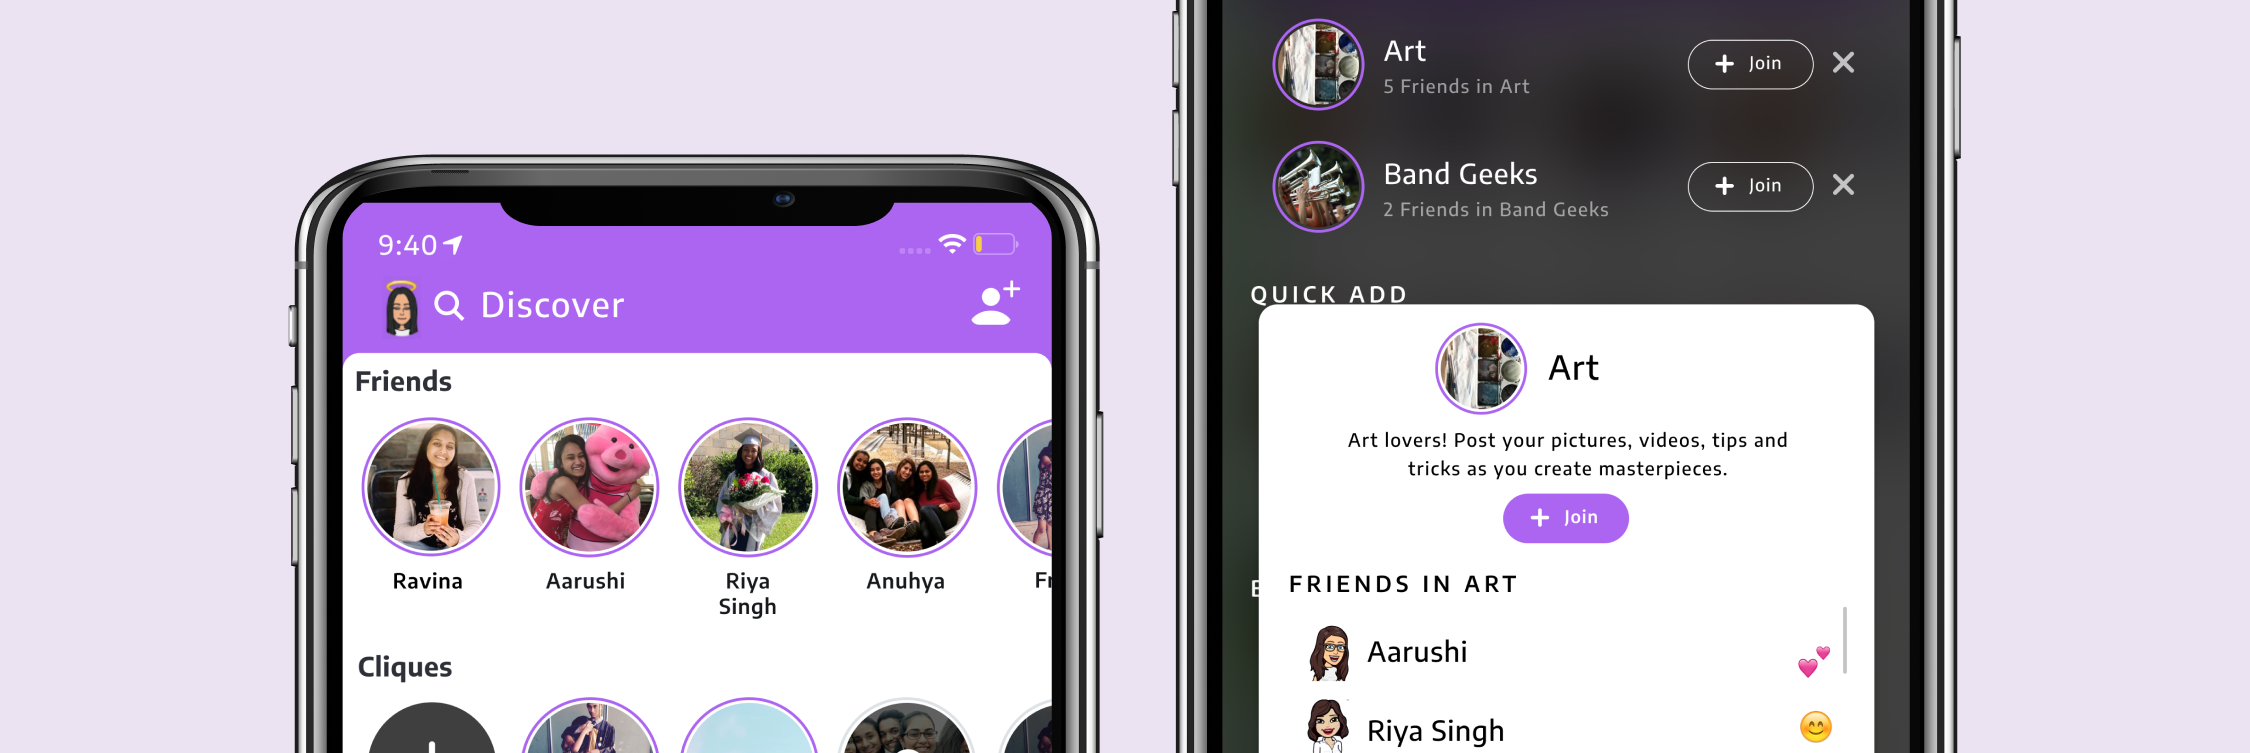 9:40
Discover
Friends
Ravina
Aarushi
Riya
Singh
Anuhya
Fr
Cliques
Art
5 Friends in Art
Join
Band Geeks
2 Friends in Band Geeks
Join
QUICK ADD
Art
Art lovers! Post your pictures, videos, tips and
tricks as you create masterpieces.
Join
FRIENDS IN ART
Aarushi
Riya Singh